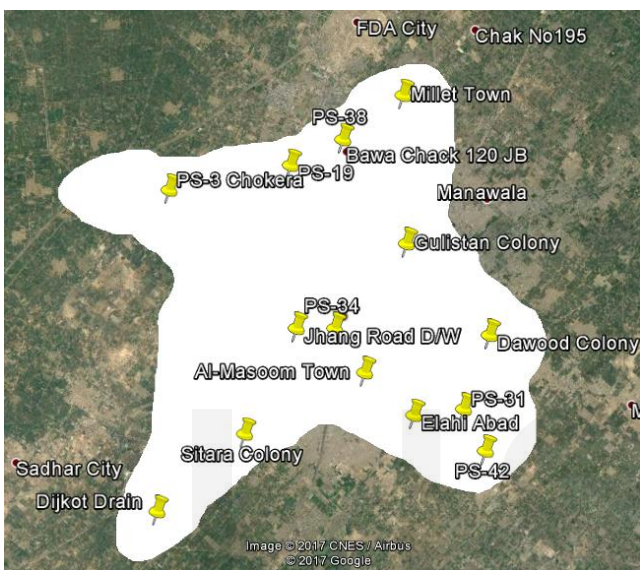 FDA City
Chak No195
Millet Town
PS-38
Bawa Chack 120 JB
PS-19
PS-3 Chokera
Manawala
Gulistan Colony
PS-34
Jhang Road D/W
Dawood Colony
Al-Masoom Town
PS-31
Elahi Abad
Sitara Colony
PS-42
Sadhar City
Dijkot Drain
Image © 2017 CNES / Airbus
© 2017 Google